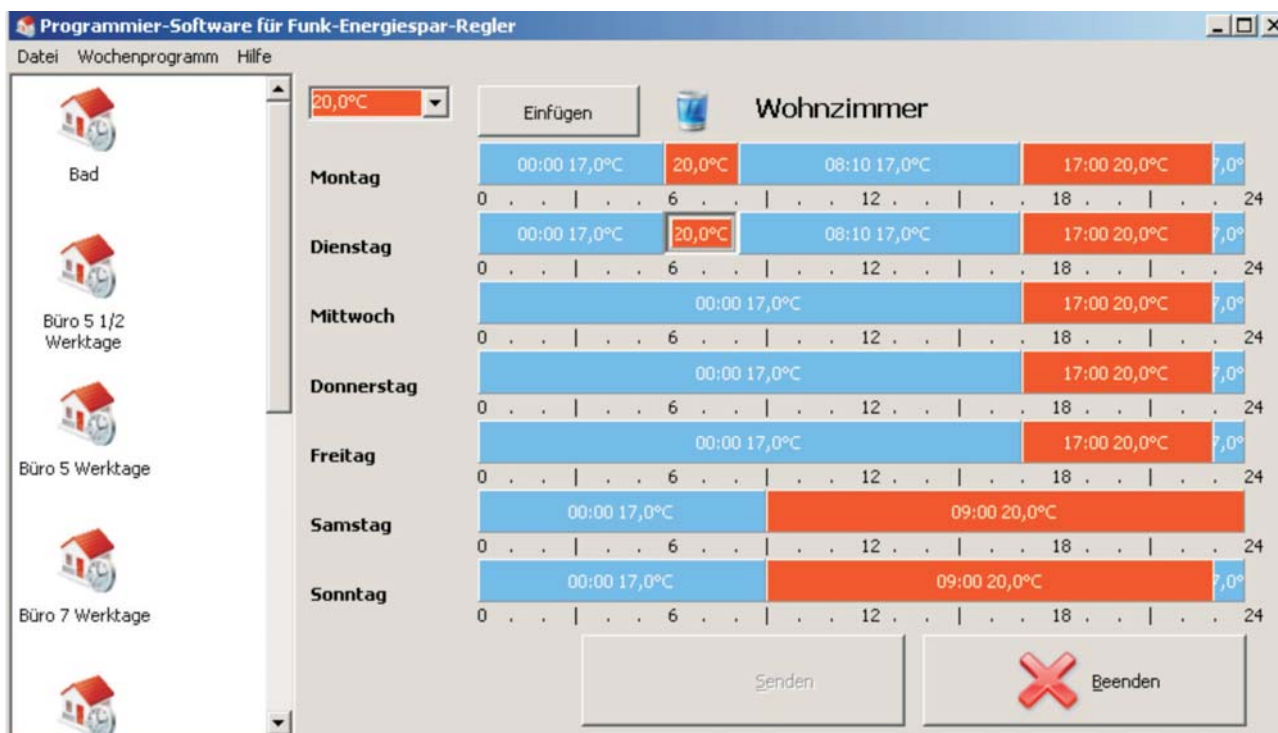 Programmier-Software für Funk-Energiespar-Regler
Datei Wochenprogramm Hilfe
Bad
Büro 5 1/2
Werktage
Büro 5 Werktage
Büro 7 Werktage
20,0°C
Einfügen
Wohnzimmer
Montag
00:00 17,0°C 20,0°C 08:10 17,0°C 17:00 20,0°C 7,0°
0 . . | . . 6 . . | . . 12 . . | . . 18 . . | . . 24
Dienstag
00:00 17,0°C 20,0°C 08:10 17,0°C 17:00 20,0°C 7,0°
0 . . | . . 6 . . | . . 12 . . | . . 18 . . | . . 24
Mittwoch
00:00 17,0°C 17:00 20,0°C 7,0°
0 . . | . . 6 . . | . . 12 . . | . . 18 . . | . . 24
Donnerstag
00:00 17,0°C 17:00 20,0°C 7,0°
0 . . | . . 6 . . | . . 12 . . | . . 18 . . | . . 24
Freitag
00:00 17,0°C 17:00 20,0°C 7,0°
0 . . | . . 6 . . | . . 12 . . | . . 18 . . | . . 24
Samstag
00:00 17,0°C 09:00 20,0°C
0 . . | . . 6 . . | . . 12 . . | . . 18 . . | . . 24
Sonntag
00:00 17,0°C 09:00 20,0°C 7,0°
0 . . | . . 6 . . | . . 12 . . | . . 18 . . | . . 24
Senden
Beenden